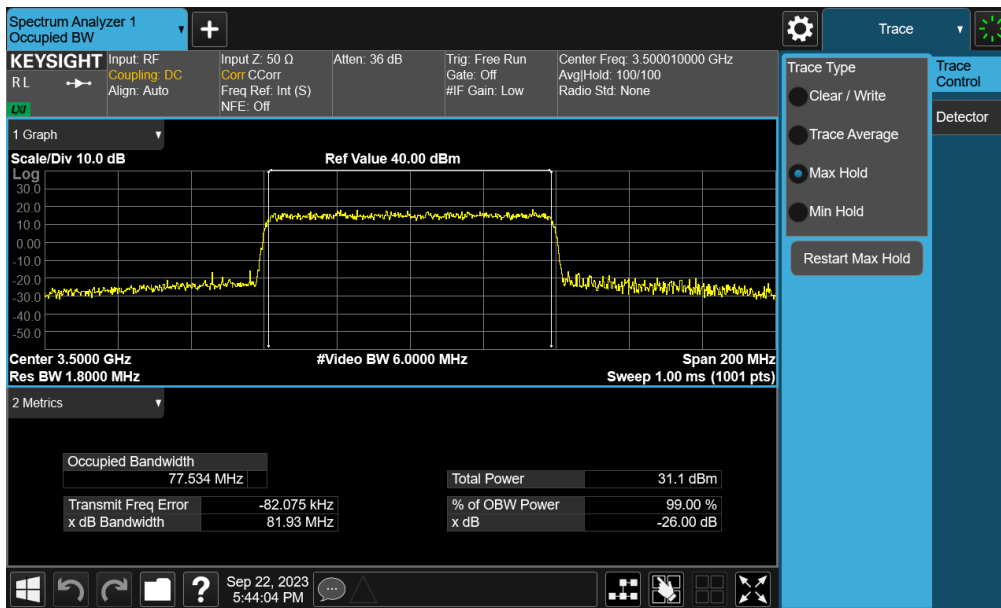 Spectrum Analyzer 1
Occupied BW
Trace
KEYSIGHT Input: RF Input Z: 50 Ω Atten: 36 dB Trig: Free Run Center Freq: 3.500010000 GHz
R L Coupling: DC Corr CCorr Gate: Off Avg|Hold: 100/100
Align: Auto Freq Ref: Int (S) #IF Gain: Low Radio Std: None
LXI NFE: Off
Trace Type
Clear / Write
Trace Average
Max Hold
Min Hold
Restart Max Hold
Trace
Control
Detector
1 Graph
Scale/Div 10.0 dB Ref Value 40.00 dBm
Log
30.0
20.0
10.0
0.00
-10.0
-20.0
-30.0
-40.0
-50.0
Center 3.5000 GHz #Video BW 6.0000 MHz Span 200 MHz
Res BW 1.8000 MHz Sweep 1.00 ms (1001 pts)
2 Metrics
Occupied Bandwidth
77.534 MHz Total Power 31.1 dBm
Transmit Freq Error -82.075 kHz % of OBW Power 99.00 %
x dB Bandwidth 81.93 MHz x dB -26.00 dB
? Sep 22, 2023
5:44:04 PM